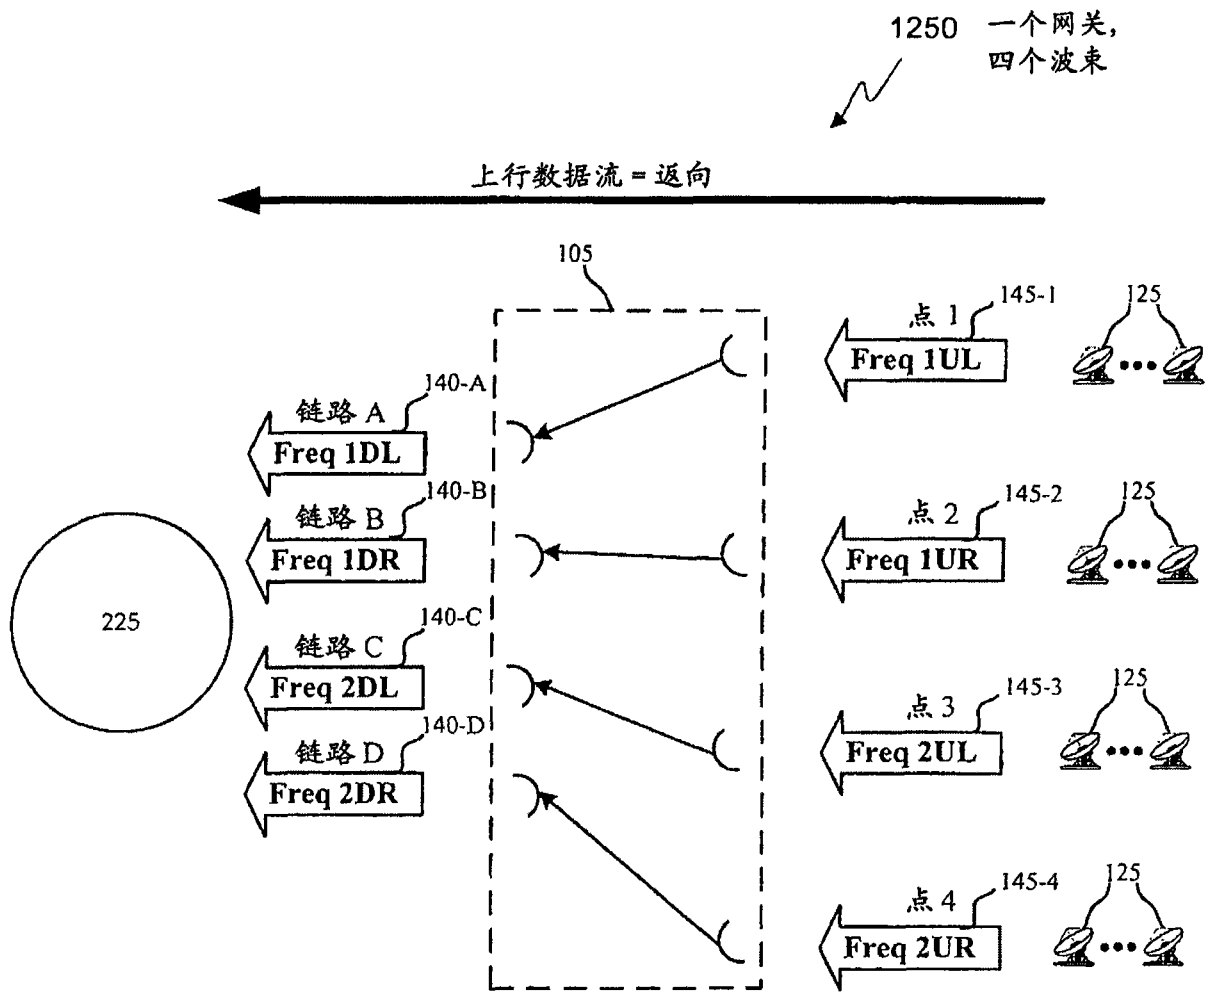 1250 一个网关,
四个波束
上行数据流 = 返向
105
点 1
145-1
125
Freq 1UL
140-A
链路 A
Freq 1DL
140-B
链路 B
Freq 1DR
点 2
145-2
125
Freq 1UR
225
140-C
链路 C
Freq 2DL
点 3
145-3
125
Freq 2UL
140-D
链路 D
Freq 2DR
点 4
145-4
125
Freq 2UR